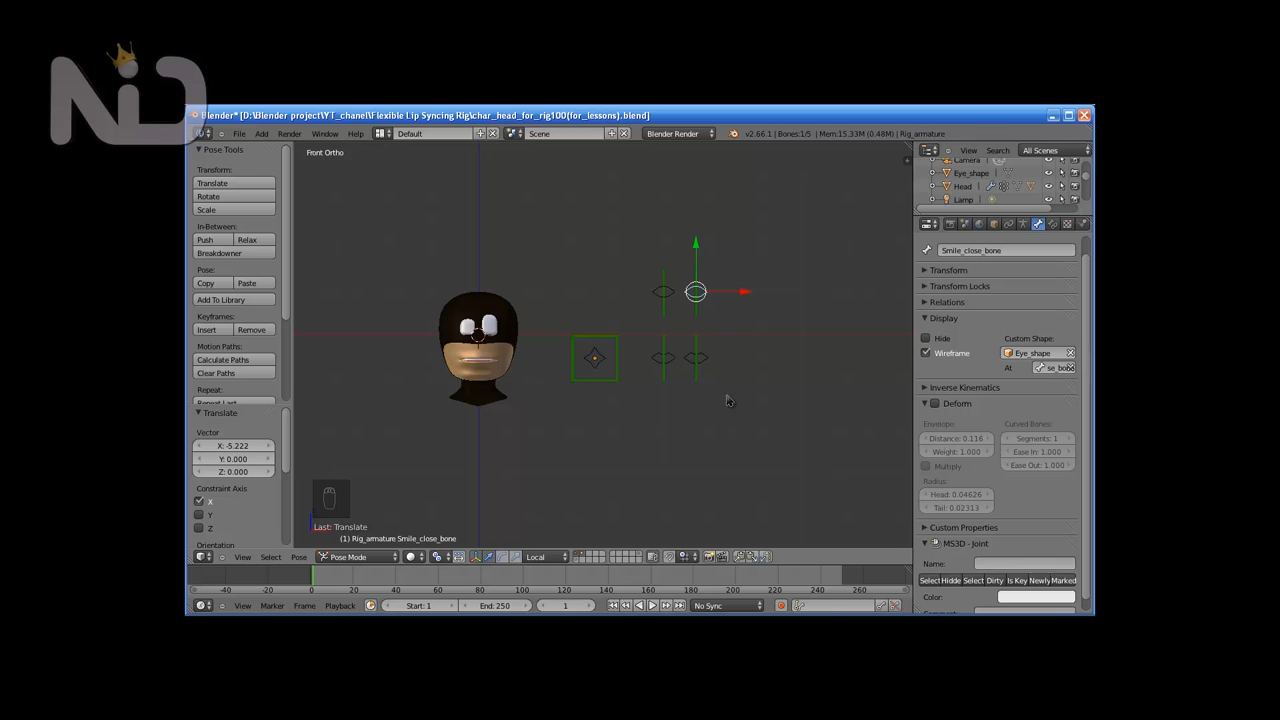 NiD
Blender* [D:\Blender project\YT_chanel\Flexible Lip Syncing Rig\char_head_for_rig100(for_lessons).blend]
File Add Render Window Help Default Scene Blender Render v2.66.1 | Bones:1/5 | Mem:15.33M (0.48M) | Rig_armature
View Search All Scenes
Pose Tools
Front Ortho
Camera
Eye_shape
Head
Lamp
Transform:
Translate
Rotate
Scale
In-Between:
Push Relax
Breakdowner
Pose:
Copy Paste
Add To Library
Keyframes:
Insert Remove
Motion Paths:
Calculate Paths
Clear Paths
Repeat:
Translate
Vector
X: -5.222
Y: 0.000
Z: 0.000
Constraint Axis
X
Y
Z
Orientation
Last: Translate
(1) Rig_armature Smile_close_bone
Smile_close_bone
Transform
Transform Locks
Relations
Display
Hide Custom Shape:
Wireframe Eye_shape
At se_bone
Inverse Kinematics
Deform
Envelope: Curved Bones:
Distance: 0.116 Segments: 1
Weight: 1.000 Ease In: 1.000
Multiply Ease Out: 1.000
Radius:
Head: 0.04626
Tail: 0.02313
Custom Properties
MS3D - Joint
Name:
Select Hidde Select Dirty Is Key Newly Marked
Color:
View Select Pose Pose Mode Local
-40 -20 0 20 40 60 80 100 120 140 160 180 200 220 240 260
View Marker Frame Playback Start: 1 End: 250 1 No Sync